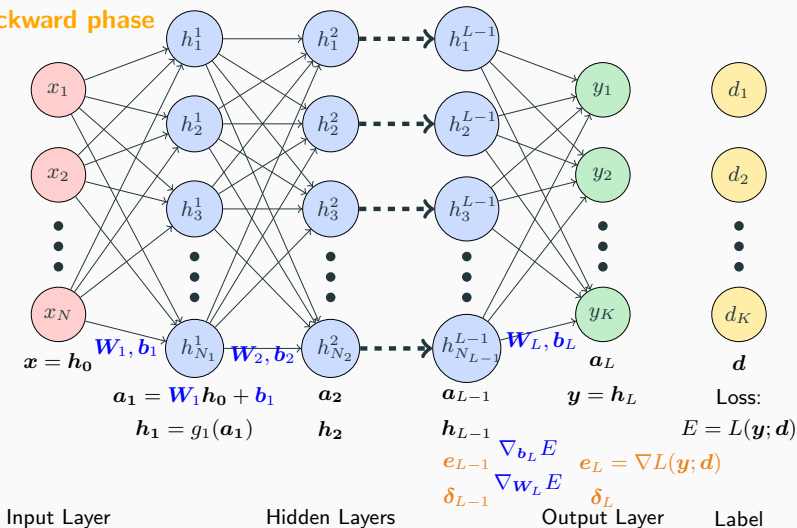 ckward phase
h_1^1 h_1^2 h_1^{L-1}
x_1 y_1 d_1
h_2^1 h_2^2 h_2^{L-1}
x_2 y_2 d_2
h_3^1 h_3^2 h_3^{L-1}
x_N y_K d_K
h_{N_1}^1 h_{N_2}^2 h_{N_{L-1}}^{L-1}
W_1, b_1 W_2, b_2 W_L, b_L
x = h_0 a_L d
a_1 = W_1 h_0 + b_1 a_2 a_{L-1} y = h_L Loss:
h_1 = g_1(a_1) h_2 h_{L-1} E = L(y; d)
e_{L-1} ∇_{b_L} E e_L = ∇L(y; d)
δ_{L-1} ∇_{W_L} E δ_L
Input Layer Hidden Layers Output Layer Label